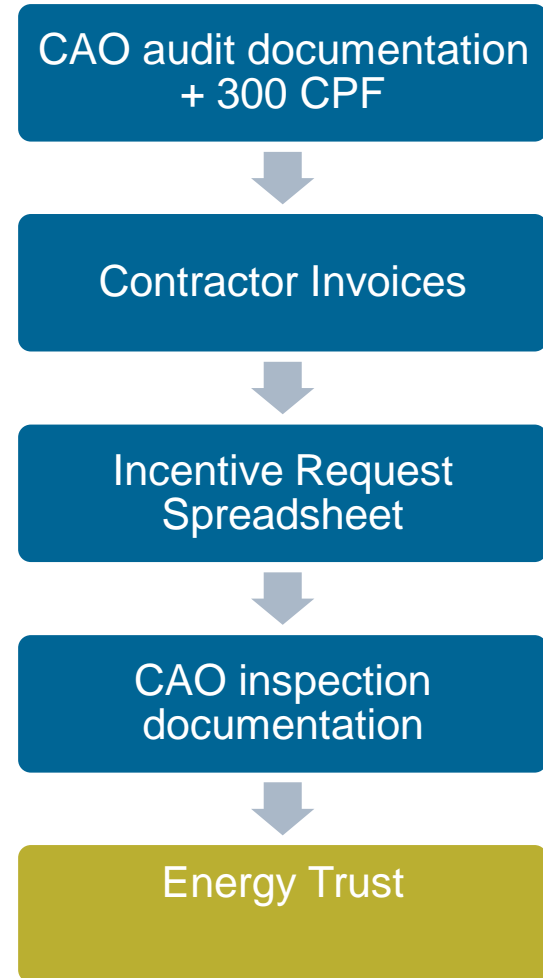 CAO audit documentation
+ 300 CPF
Contractor Invoices
Incentive Request
Spreadsheet
CAO inspection
documentation
Energy Trust